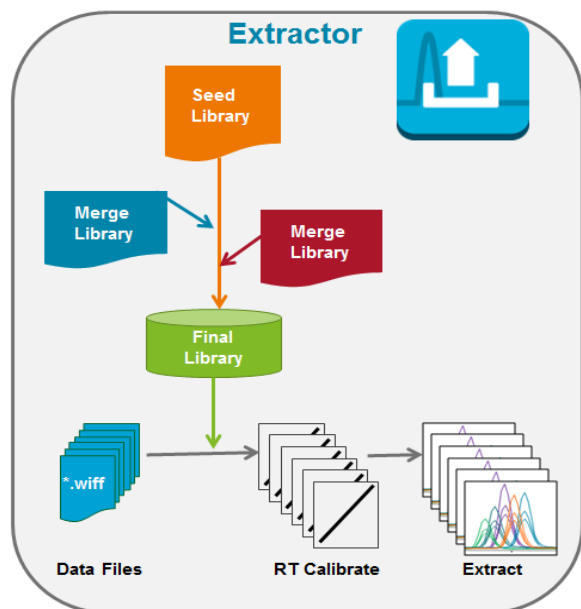 Extractor
Seed
Library
Merge
Library
Merge
Library
Final
Library
*.wiff
Data Files
RT Calibrate
Extract